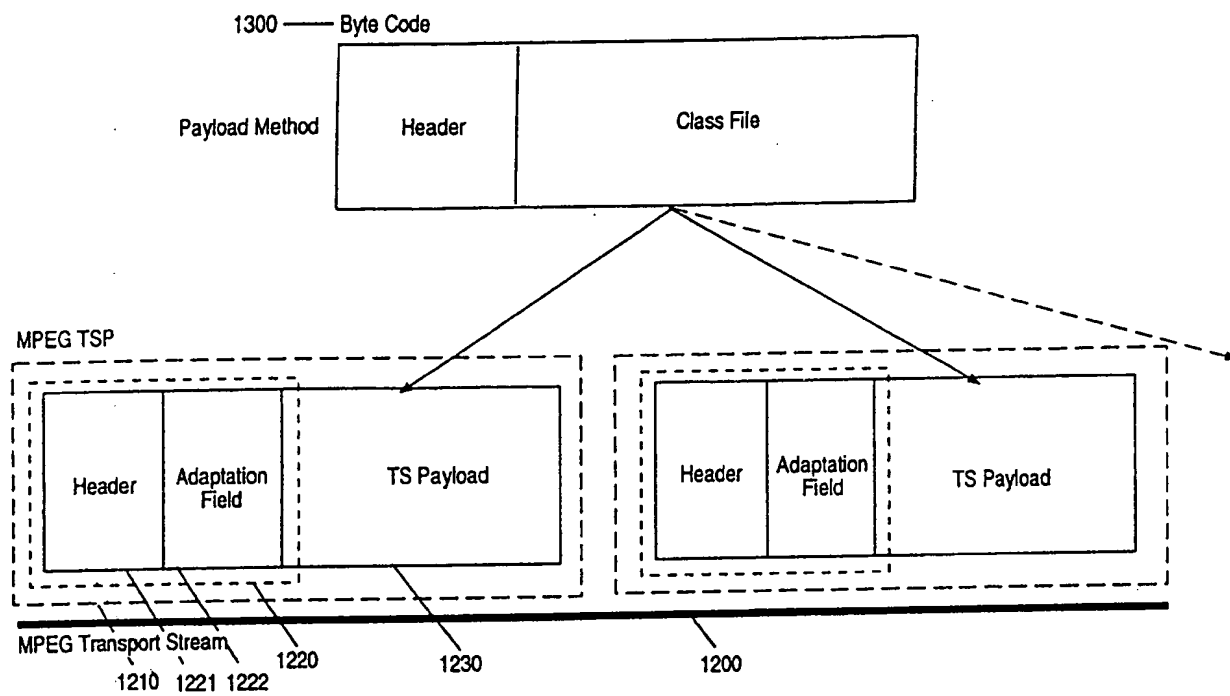 1300 Byte Code
Payload Method
Header
Class File
MPEG TSP
Header
Adaptation
Field
TS Payload
Header
Adaptation
Field
TS Payload
MPEG Transport Stream
1210
1221
1222
1220
1230
1200